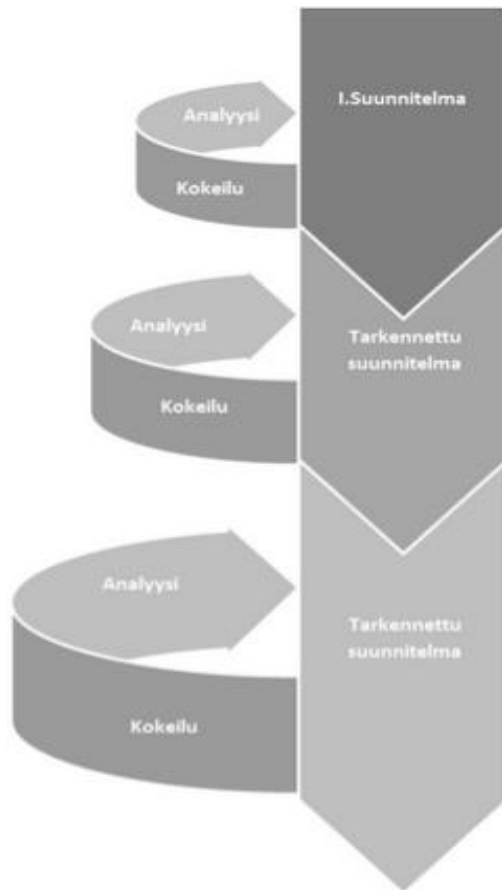 I.Suunnitelma
Analyysi
Kokeilu
Tarkennettu
suunnitelma
Analyysi
Kokeilu
Tarkennettu
suunnitelma
Analyysi
Kokeilu